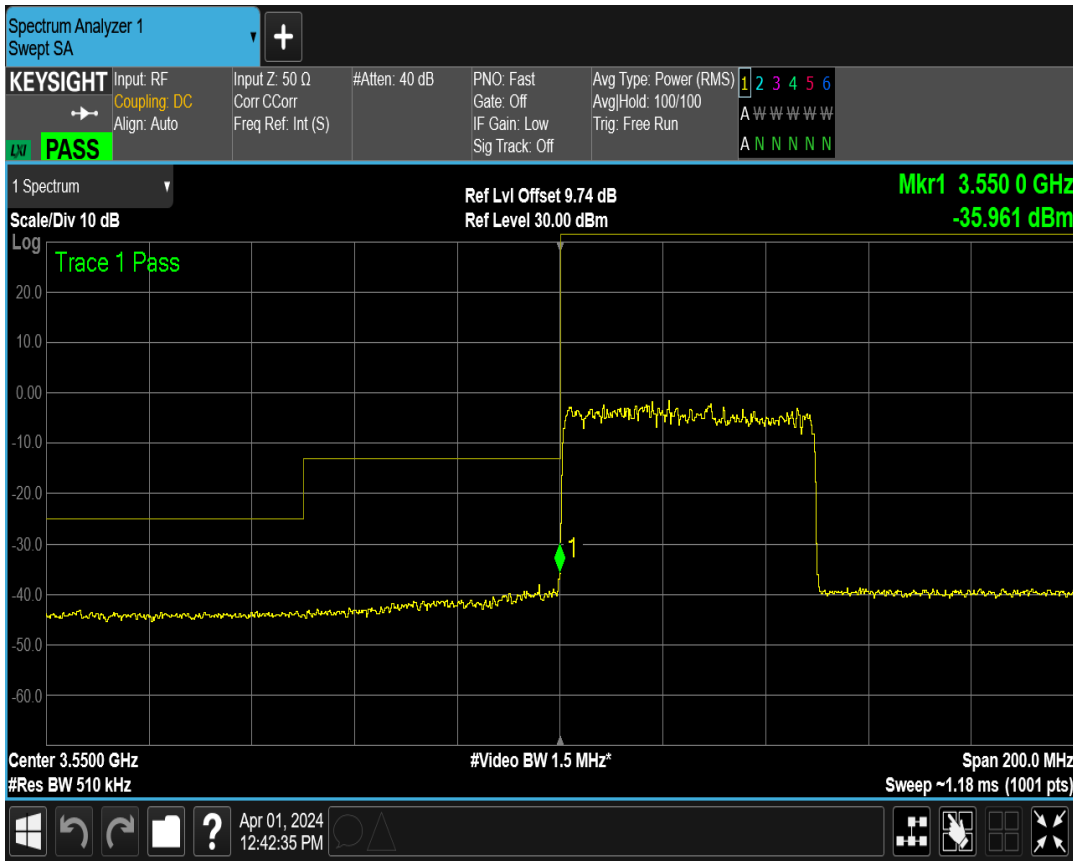 Spectrum Analyzer 1
Swept SA
+
KEYSIGHT
LXI PASS
Input: RF
Coupling: DC
Align: Auto
Input Z: 50 Ω
Corr CCorr
Freq Ref: Int (S)
#Atten: 40 dB
PNO: Fast
Gate: Off
IF Gain: Low
Sig Track: Off
Avg Type: Power (RMS)
Avg|Hold: 100/100
Trig: Free Run
1 2 3 4 5 6
A W W W W W
A N N N N N
1 Spectrum
Scale/Div 10 dB
Ref Lvl Offset 9.74 dB
Ref Level 30.00 dBm
Mkr1 3.550 0 GHz
-35.961 dBm
Log
Trace 1 Pass
20.0
10.0
0.00
-10.0
-20.0
-30.0
-40.0
-50.0
-60.0
1
Center 3.5500 GHz
#Res BW 510 kHz
#Video BW 1.5 MHz*
Span 200.0 MHz
Sweep ~1.18 ms (1001 pts)
?
Apr 01, 2024
12:42:35 PM